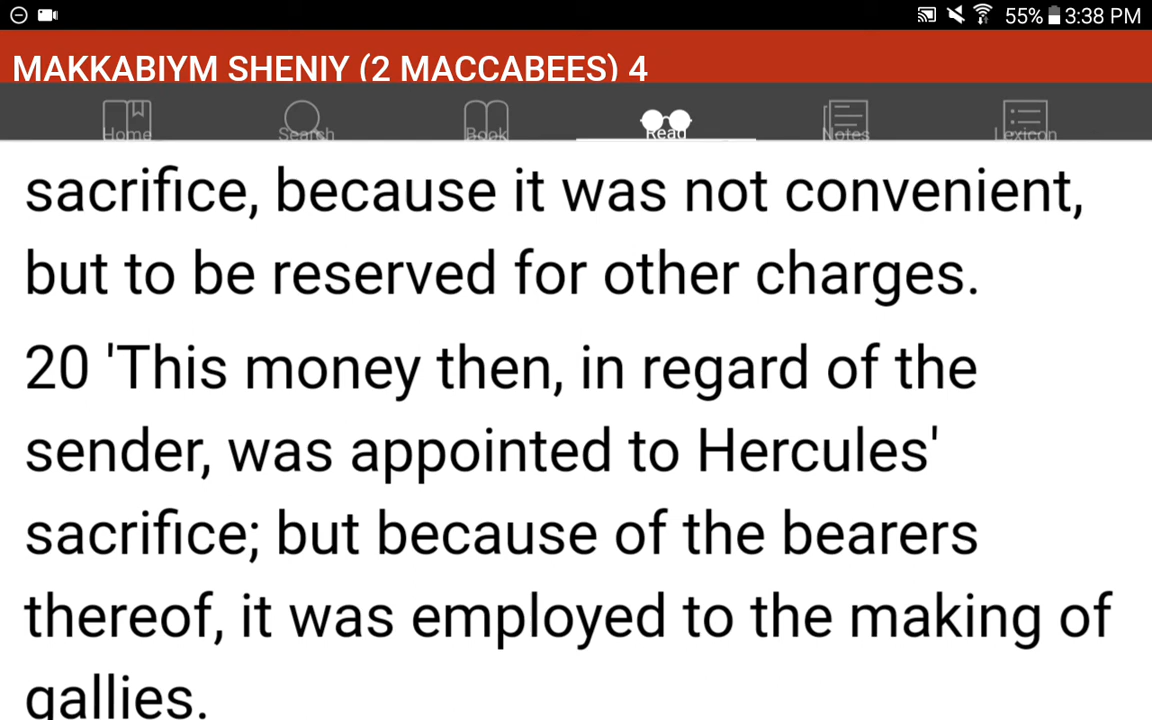 55% 3:38 PM
MAKKABIYM SHENIY (2 MACCABEES) 4
Home Search Book Read Notes Lexicon
sacrifice, because it was not convenient,
but to be reserved for other charges.
20 'This money then, in regard of the
sender, was appointed to Hercules'
sacrifice; but because of the bearers
thereof, it was employed to the making of
gallies.